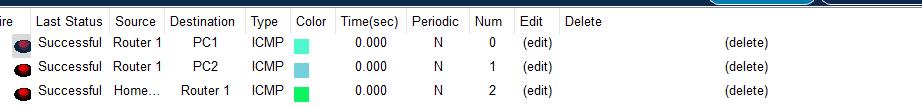 ire Last Status Source Destination Type Color Time(sec) Periodic Num Edit Delete
Successful Router 1 PC1 ICMP 0.000 N 0 (edit) (delete)
Successful Router 1 PC2 ICMP 0.000 N 1 (edit) (delete)
Successful Home... Router 1 ICMP 0.000 N 2 (edit) (delete)